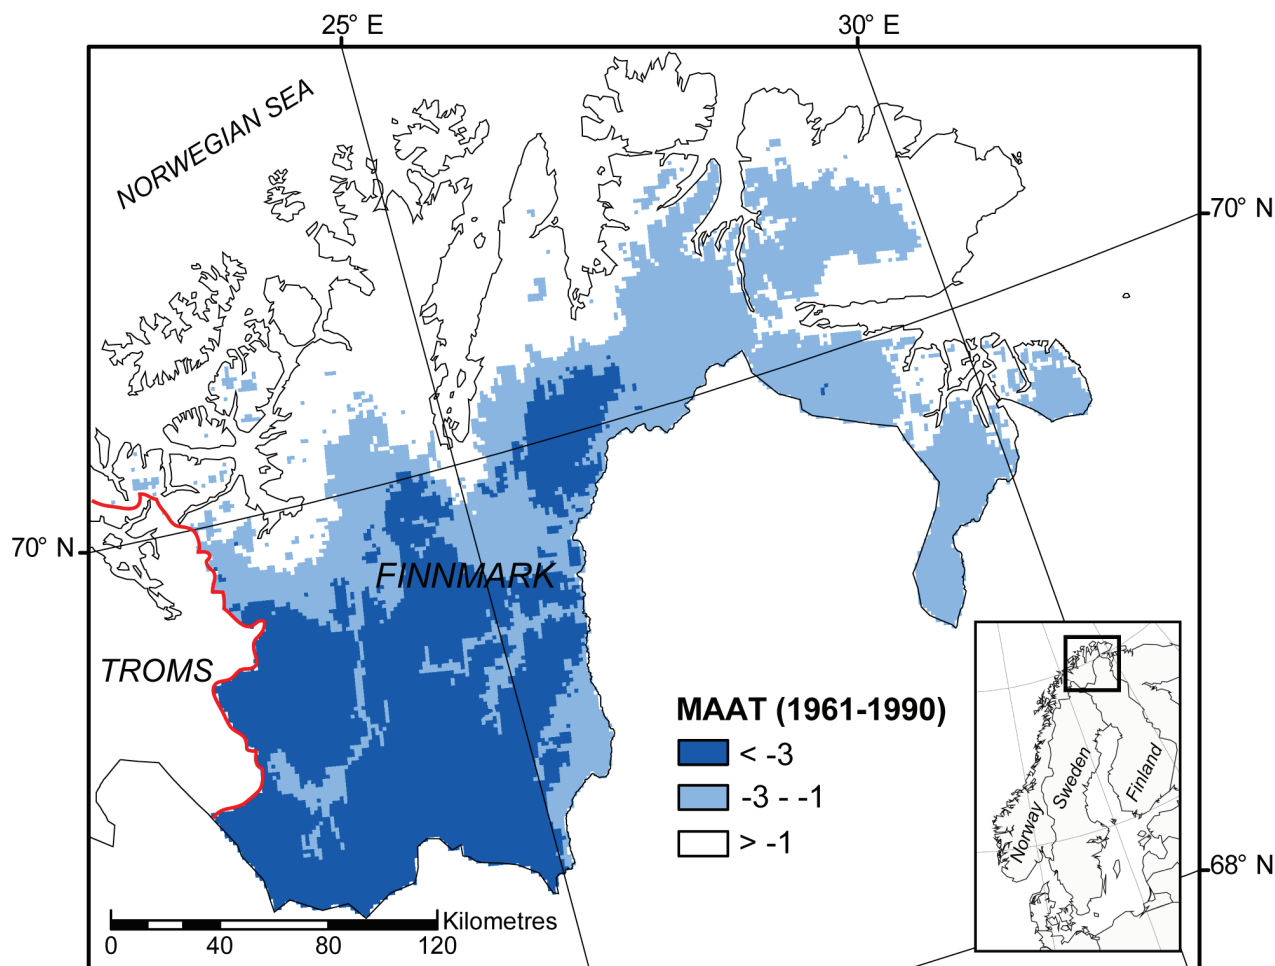 25° E
30° E
NORWEGIAN SEA
70° N
70° N
FINNMARK
TROMS
MAAT (1961-1990)
< -3
-3 - -1
> -1
Norway
Sweden
Finland
68° N
Kilometres
0 40 80 120